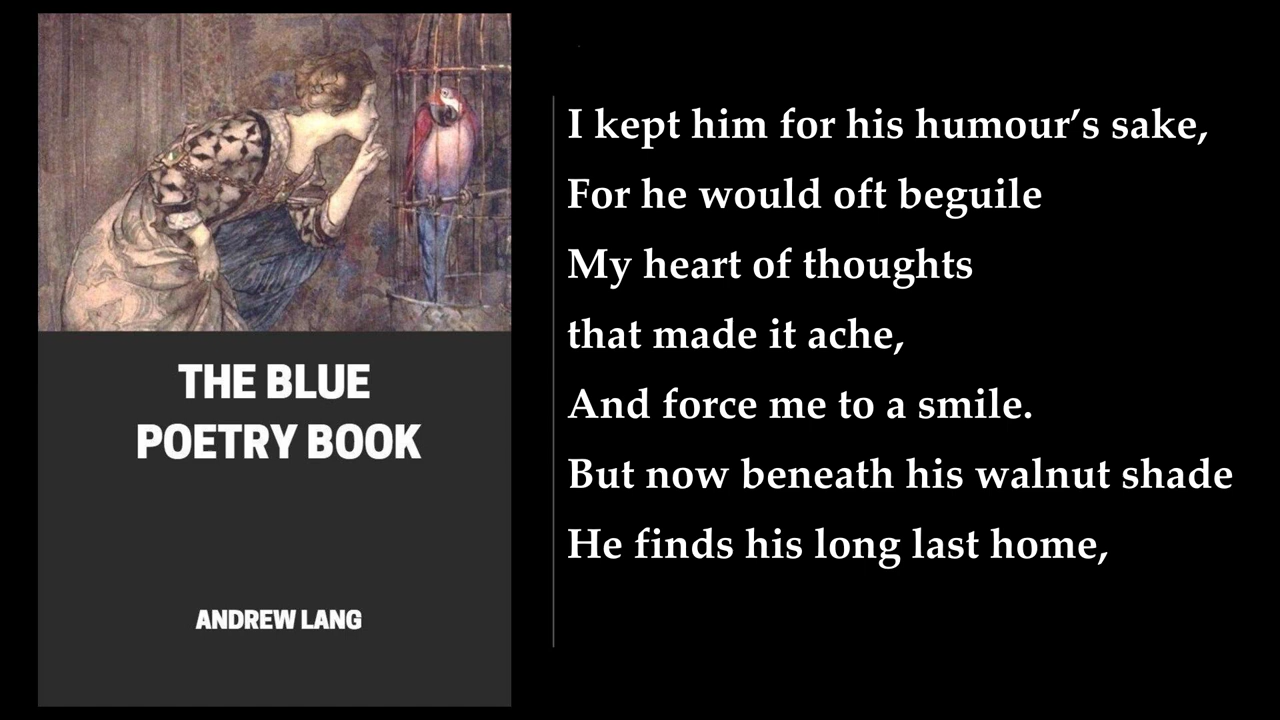 THE BLUE
POETRY BOOK
ANDREW LANG
I kept him for his humour’s sake,
For he would oft beguile
My heart of thoughts
that made it ache,
And force me to a smile.
But now beneath his walnut shade
He finds his long last home,